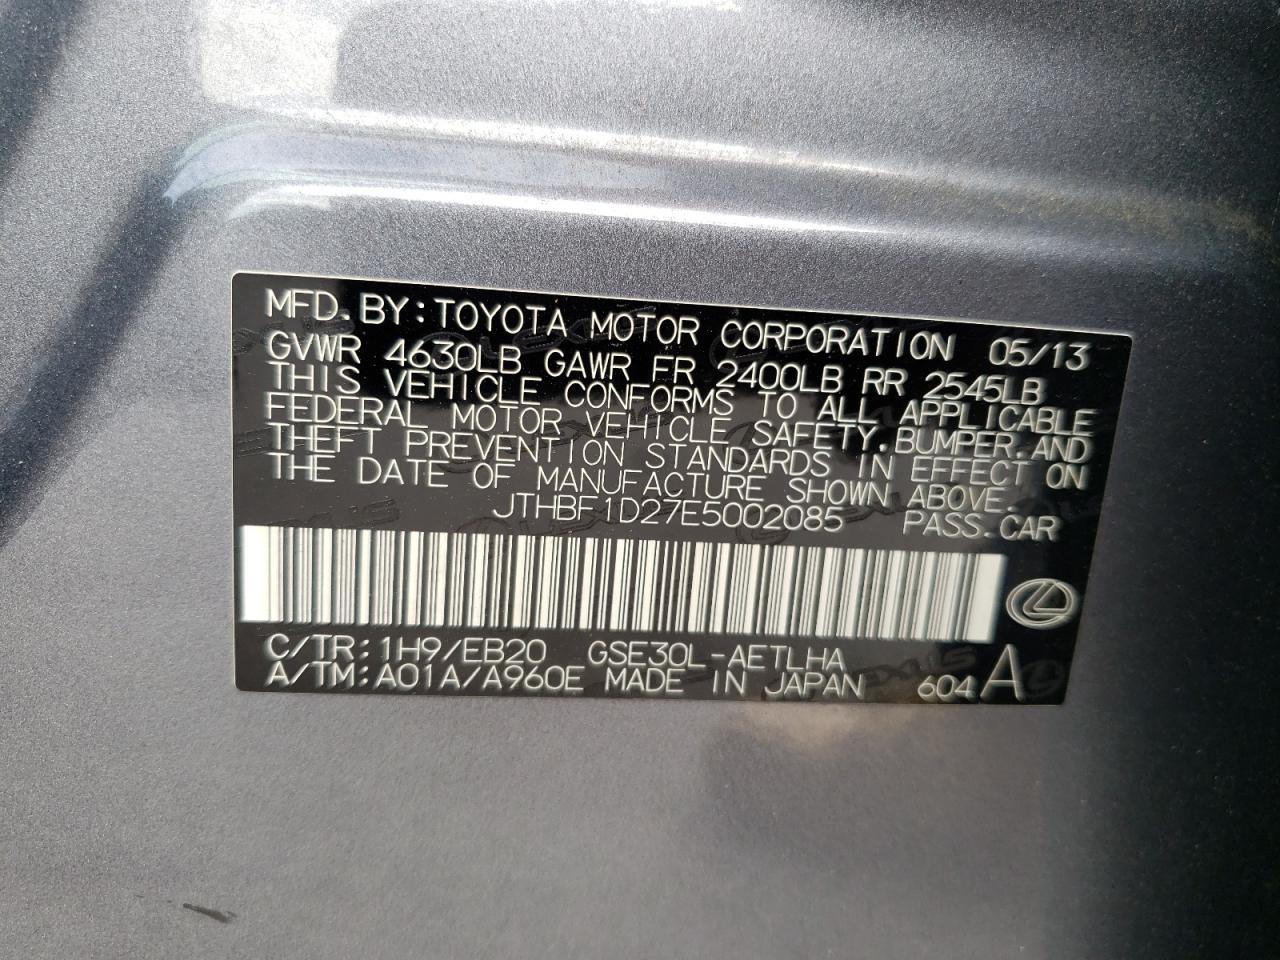 MFD.BY:TOYOTA MOTOR CORPORATION 05/13
GVWR 4630LB GAWR FR 2400LB RR 2545LB
THIS VEHICLE CONFORMS TO ALL APPLICABLE
FEDERAL MOTOR VEHICLE SAFETY,BUMPER,AND
THEFT PREVENTION STANDARDS IN EFFECT ON
THE DATE OF MANUFACTURE SHOWN ABOVE.
JTHBF1D27E5002085 PASS.CAR
C/TR:1H9/EB20 GSE30L-AETLHA
A/TM:A01A/A960E MADE IN JAPAN 604 A